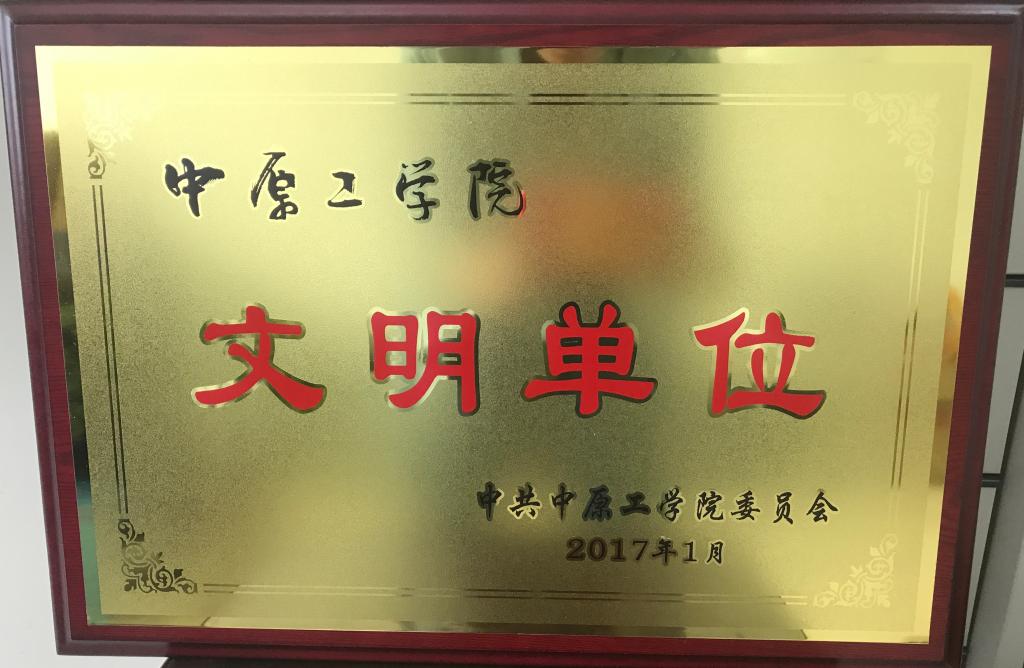 中原工学院
文明单位
中共中原工学院委员会
2017年1月